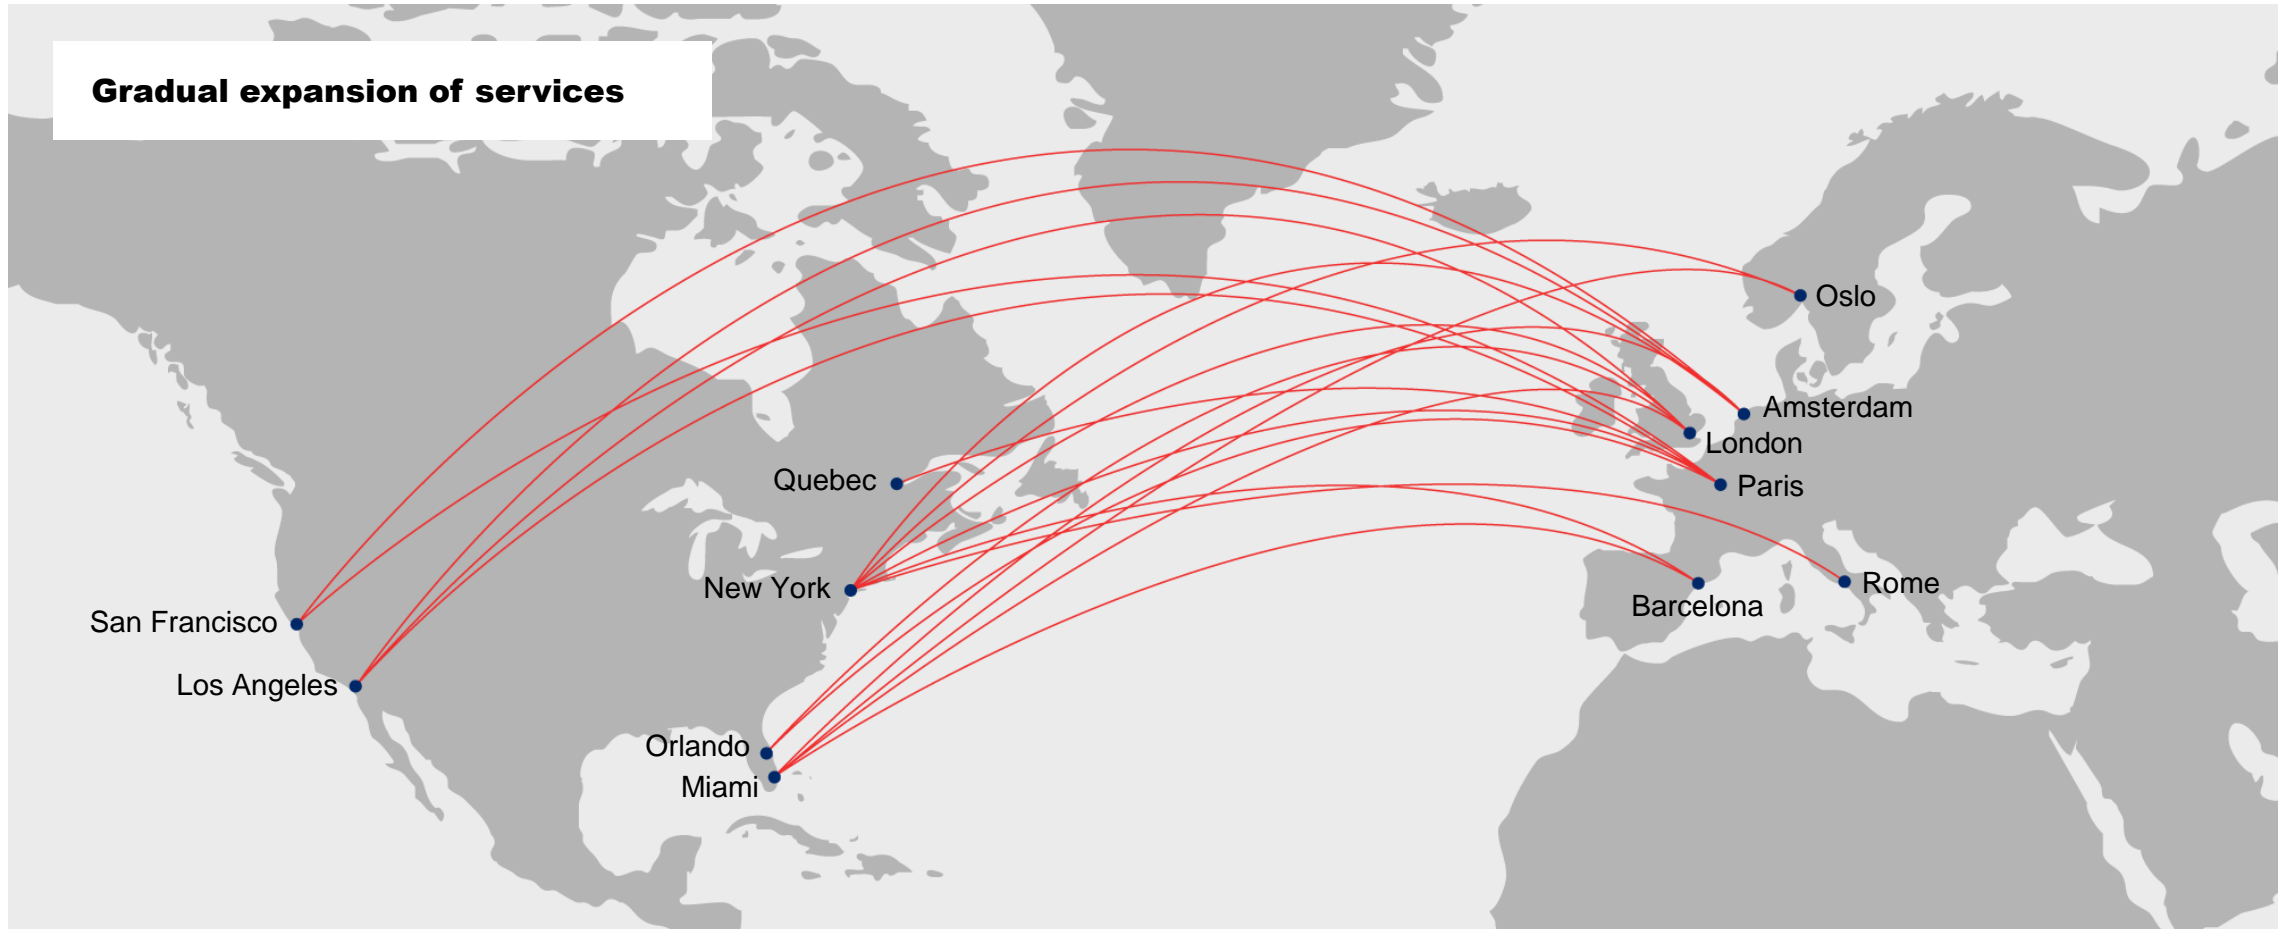 Gradual expansion of services
Oslo
Amsterdam
London
Quebec
Paris
New York
Rome
Barcelona
San Francisco
Los Angeles
Orlando
Miami